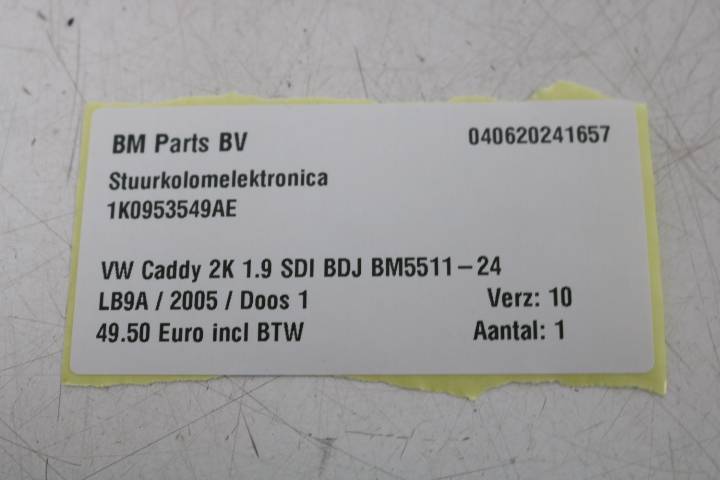 BM Parts BV 040620241657
Stuurkolomelektronica
1K0953549AE
VW Caddy 2K 1.9 SDI BDJ BM5511-24
LB9A / 2005 / Doos 1 Verz: 10
49.50 Euro incl BTW Aantal: 1